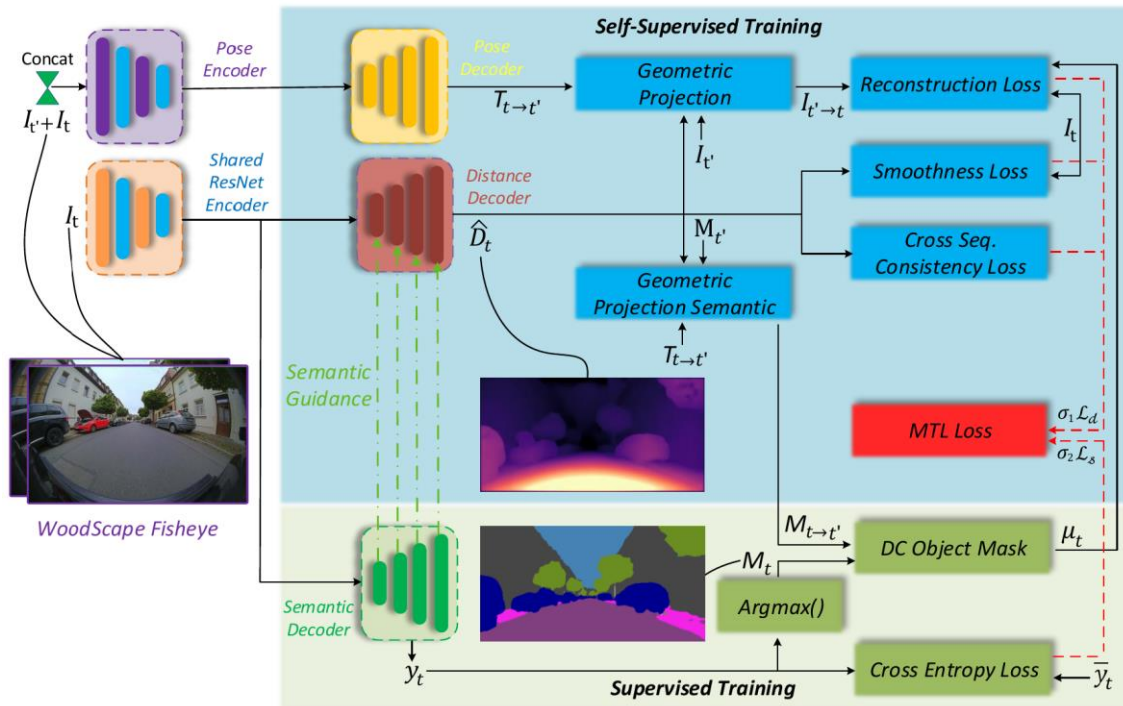 Self-Supervised Training
Concat
I_t' + I_t
Pose
Encoder
Pose
Decoder
T_t→t'
Geometric
Projection
I_t'→t
Reconstruction Loss
I_t'
I_t
Shared
ResNet
Encoder
I_t
Distance
Decoder
D̂_t
Smoothness Loss
M_t'
Cross Seq.
Consistency Loss
Geometric
Projection Semantic
T_t→t'
Semantic
Guidance
MTL Loss
σ₁ℒ_d
σ₂ℒ_s
WoodScape Fisheye
Semantic
Decoder
M_t
M_t→t'
DC Object Mask
μ_t
Argmax()
y_t
Cross Entropy Loss
y̅_t
Supervised Training